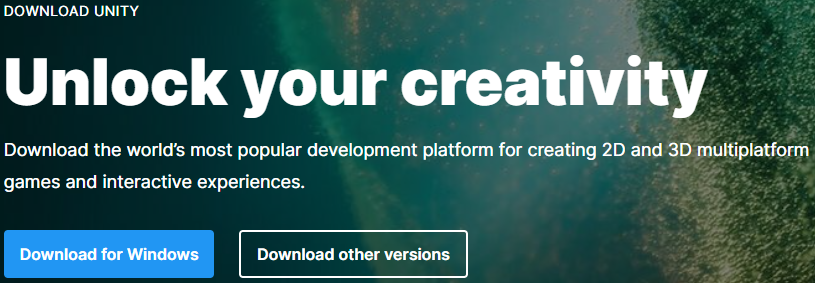 DOWNLOAD UNITY
Unlock your creativity
Download the world’s most popular development platform for creating 2D and 3D multiplatform
games and interactive experiences.
Download for Windows
Download other versions